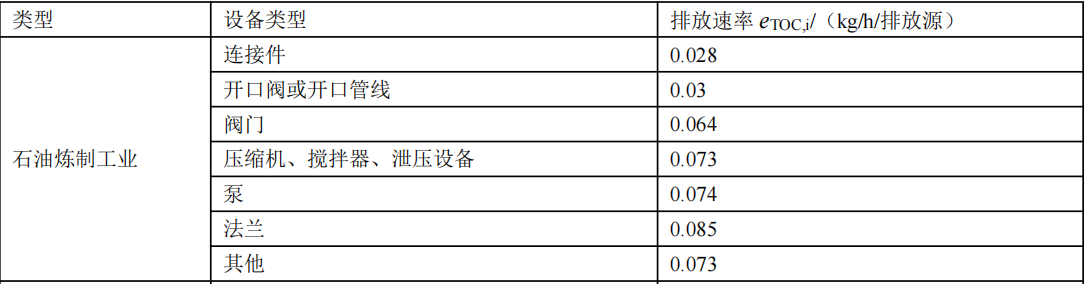 类型 设备类型 排放速率 eTOC,i/（kg/h/排放源）
连接件 0.028
开口阀或开口管线 0.03
阀门 0.064
石油炼制工业 压缩机、搅拌器、泄压设备 0.073
泵 0.074
法兰 0.085
其他 0.073